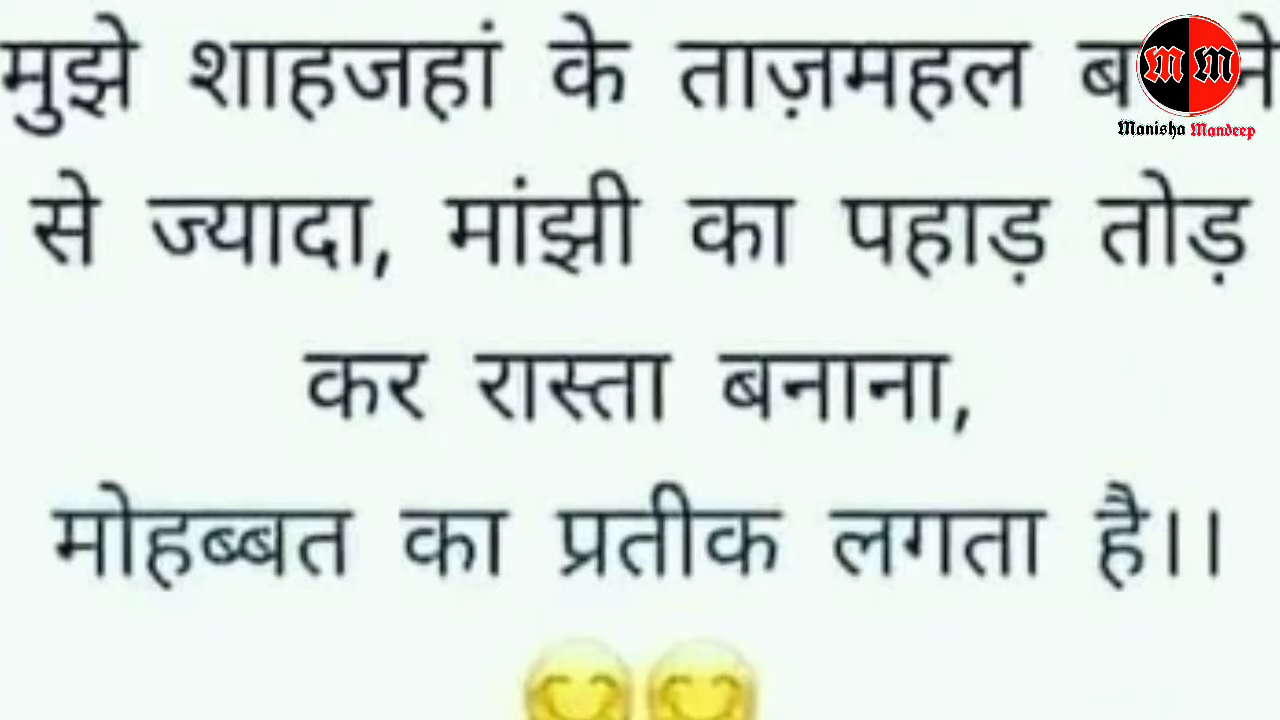 मुझे शाहजहां के ताज़महल
से ज्यादा, मांझी का पहाड़ तोड़
कर रास्ता बनाना,
मोहब्बत का प्रतीक लगता है।।
M M
Manisha Mandeep